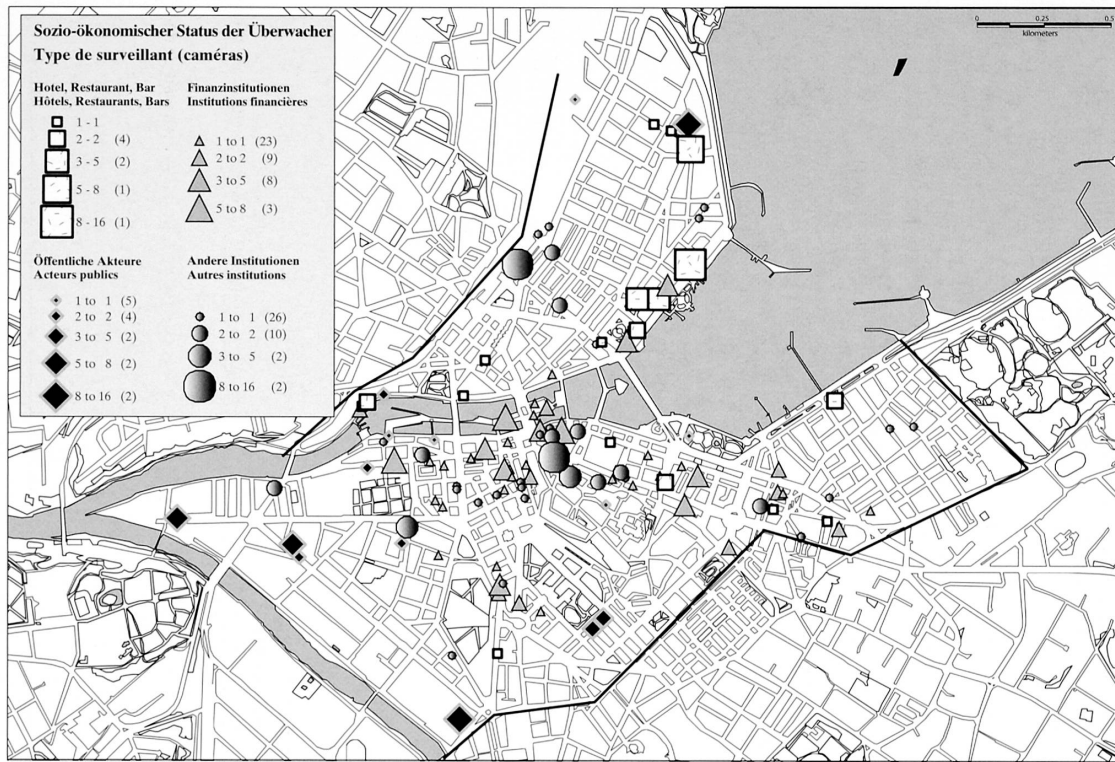 Sozio-ökonomischer Status der Überwacher
Type de surveillant (caméras)
Hotel, Restaurant, Bar
Hôtels, Restaurants, Bars
1 - 1
2 - 2 (4)
3 - 5 (2)
5 - 8 (1)
8 - 16 (1)
Finanzinstitutionen
Institutions financières
1 to 1 (23)
2 to 2 (9)
3 to 5 (8)
5 to 8 (3)
Öffentliche Akteure
Acteurs publics
1 to 1 (5)
2 to 2 (4)
3 to 5 (2)
5 to 8 (2)
8 to 16 (2)
Andere Institutionen
Autres institutions
1 to 1 (26)
2 to 2 (10)
3 to 5 (2)
8 to 16 (2)
0 0.25 0.5
kilometers